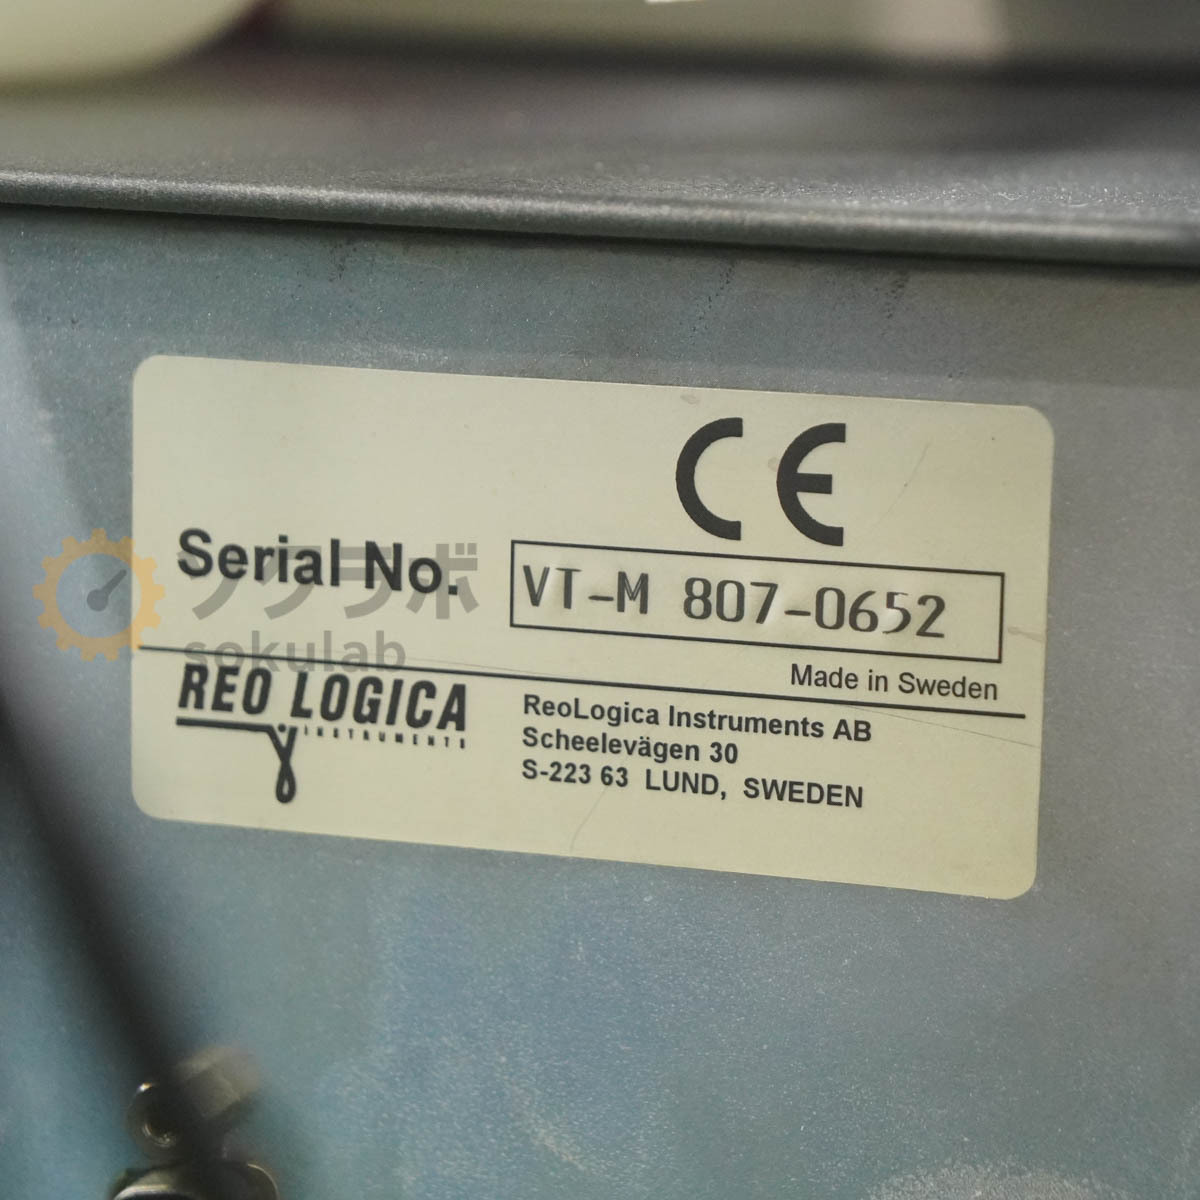 CE
Serial No. VT-M 807-0652
ソクラボ
sokulab
Made in Sweden
REO LOGICA
INSTRUMENTS
ReoLogica Instruments AB
Scheelevägen 30
S-223 63 LUND, SWEDEN